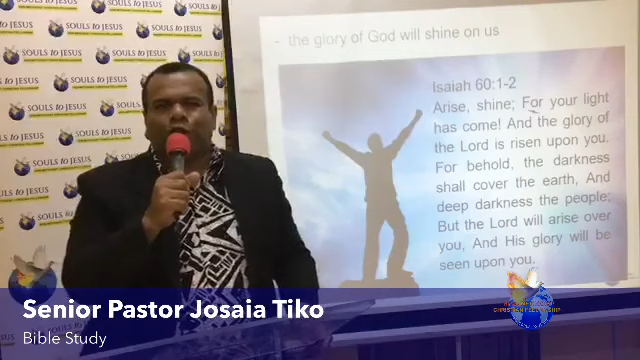 SOULS to JESUS
- the glory of God will shine on us
Isaiah 60:1-2
Arise, shine; For your light
has come! And the glory of
the Lord is risen upon you.
For behold, the darkness
shall cover the earth, And
deep darkness the people;
But the Lord will arise over
you, And His glory will be
seen upon you.
Senior Pastor Josaia Tiko
Bible Study
CHRISTIAN FELLOWSHIP